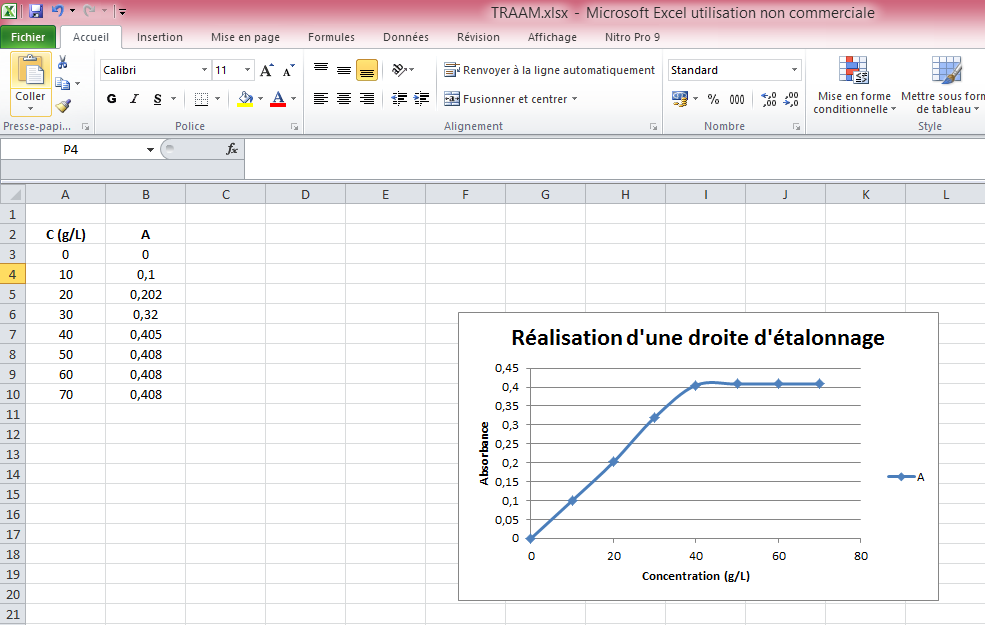 TRAAM.xlsx - Microsoft Excel utilisation non commerciale
Fichier Accueil Insertion Mise en page Formules Données Révision Affichage Nitro Pro 9
Coller
Calibri 11
G I S
Renvoyer à la ligne automatiquement
Fusionner et centrer
Standard
% 000
Mise en forme conditionnelle
Mettre sous form
de tableau
Presse-papi... Police Alignement Nombre Style
P4 fx
A B C D E F G H I J K L
1
2 C (g/L) A
3 0 0
4 10 0,1
5 20 0,202
6 30 0,32
7 40 0,405
8 50 0,408
9 60 0,408
10 70 0,408
11
12
13
14
15
16
17
18
19
20
21
Réalisation d'une droite d'étalonnage
0,45
0,4
0,35
0,3
0,25
0,2
0,15
0,1
0,05
0
Absorbance
0 20 40 60 80
Concentration (g/L)
A